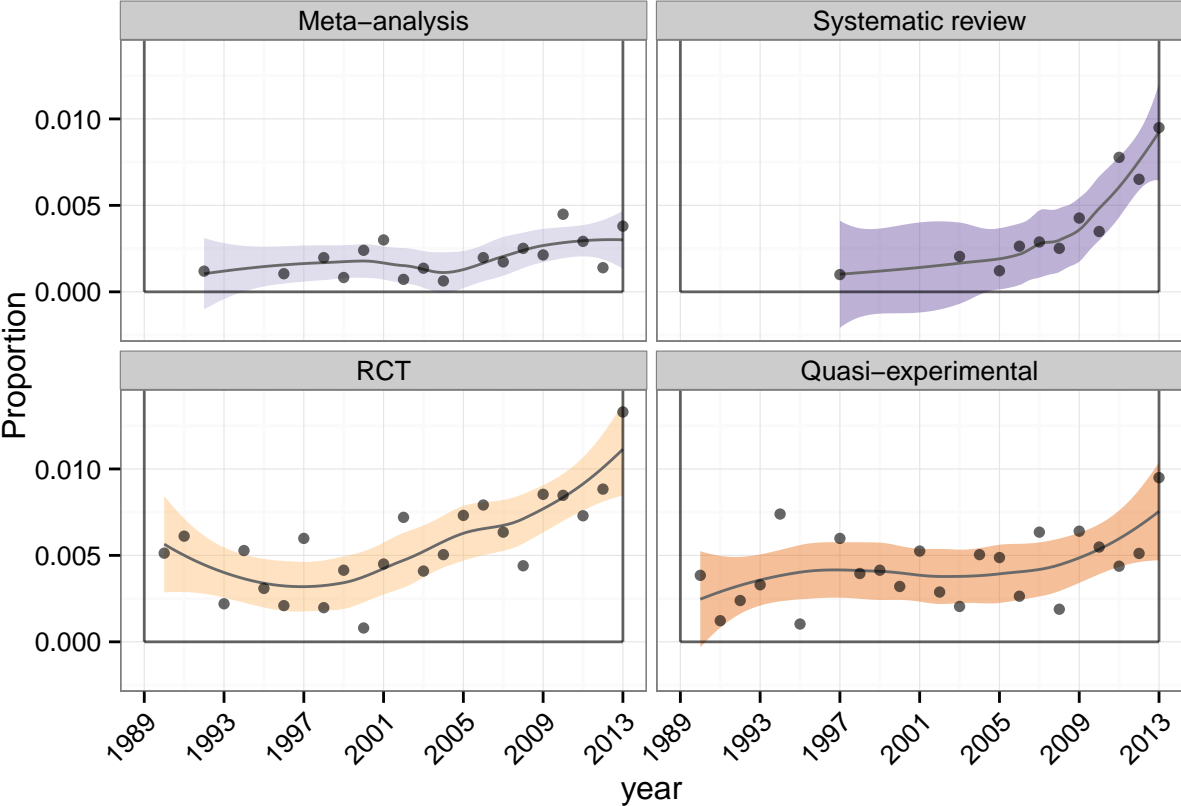 Meta−analysis
Systematic review
0.010
0.005
0.000
RCT
Quasi−experimental
0.010
0.005
0.000
Proportion
1989 1993 1997 2001 2005 2009 2013
1989 1993 1997 2001 2005 2009 2013
year